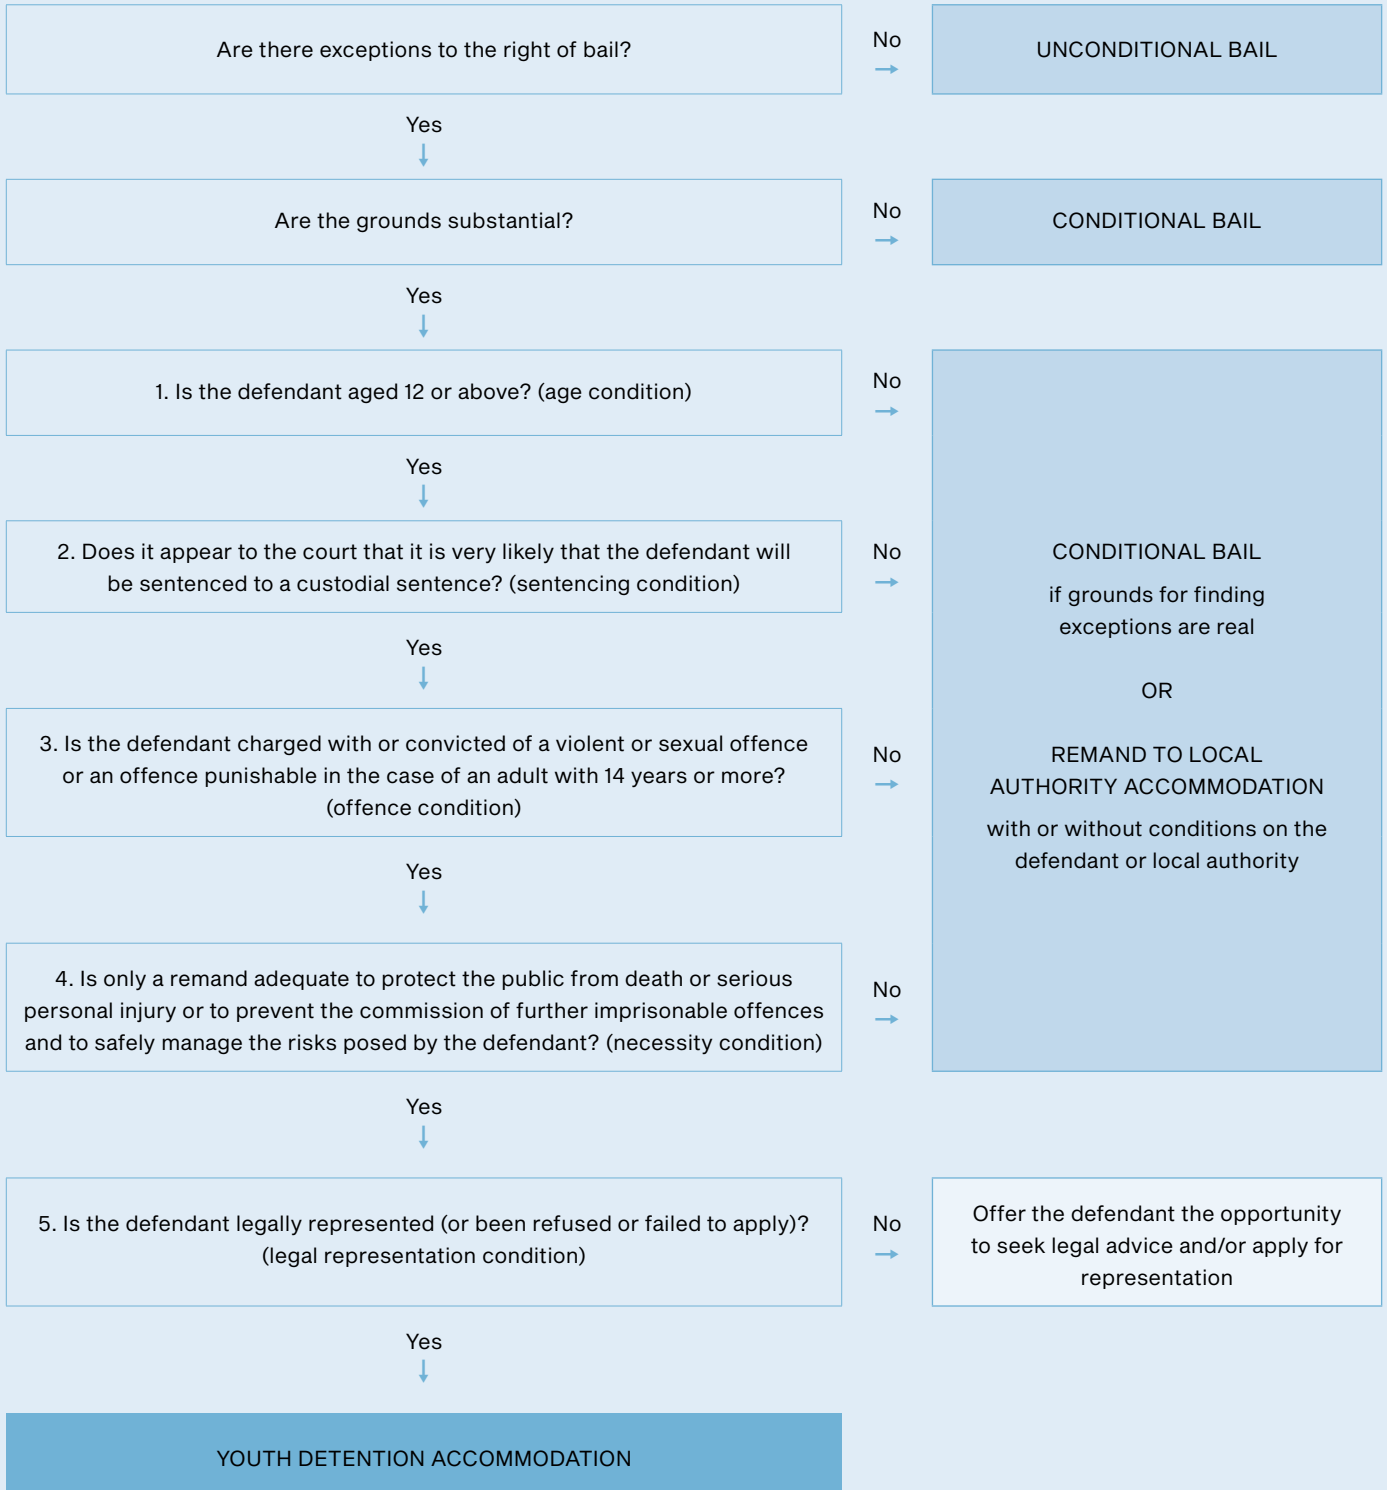 Are there exceptions to the right of bail?
No
UNCONDITIONAL BAIL
Yes
Are the grounds substantial?
No
CONDITIONAL BAIL
Yes
1. Is the defendant aged 12 or above? (age condition)
No
Yes
2. Does it appear to the court that it is very likely that the defendant will
be sentenced to a custodial sentence? (sentencing condition)
No
Yes
3. Is the defendant charged with or convicted of a violent or sexual offence
or an offence punishable in the case of an adult with 14 years or more?
(offence condition)
No
Yes
4. Is only a remand adequate to protect the public from death or serious
personal injury or to prevent the commission of further imprisonable offences
and to safely manage the risks posed by the defendant? (necessity condition)
No
CONDITIONAL BAIL
if grounds for finding
exceptions are real
OR
REMAND TO LOCAL
AUTHORITY ACCOMMODATION
with or without conditions on the
defendant or local authority
Yes
5. Is the defendant legally represented (or been refused or failed to apply)?
(legal representation condition)
No
Offer the defendant the opportunity
to seek legal advice and/or apply for
representation
Yes
YOUTH DETENTION ACCOMMODATION